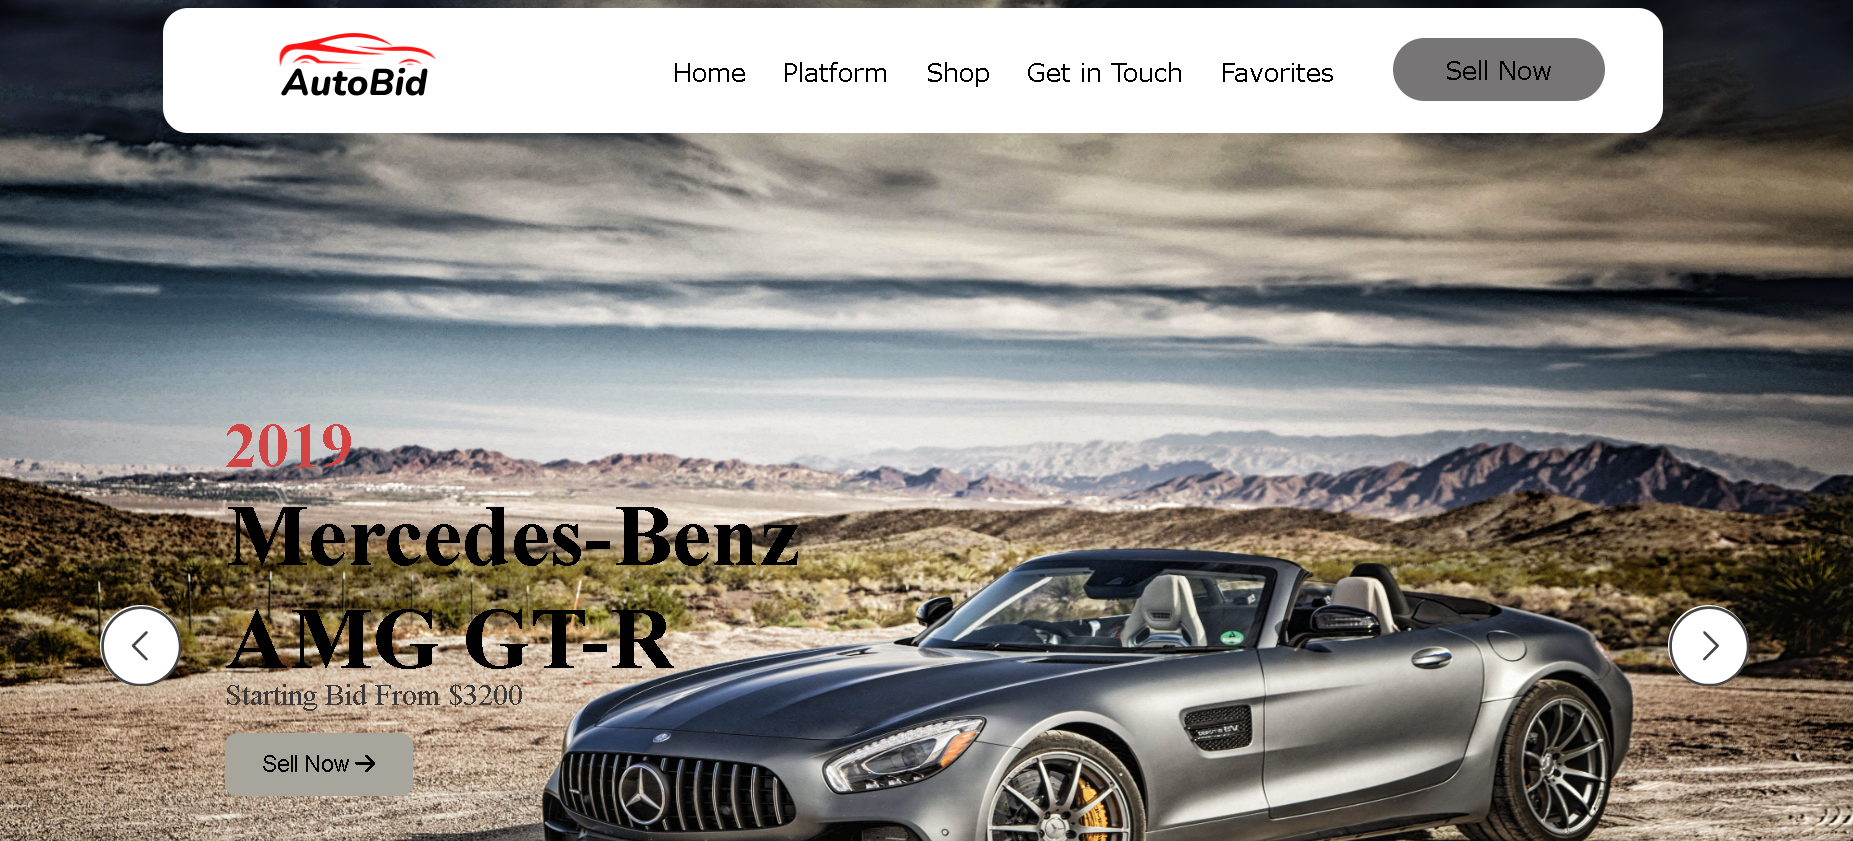 AutoBid
Home Platform Shop Get in Touch Favorites Sell Now
2019
Mercedes-Benz
AMG GT-R
Starting Bid From $3200
Sell Now →